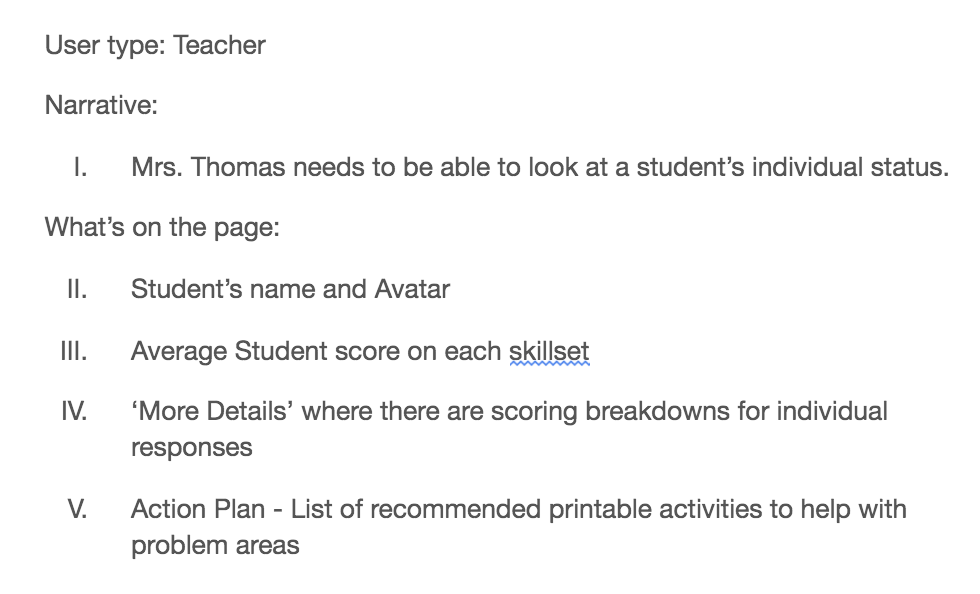 User type: Teacher
Narrative:
I. Mrs. Thomas needs to be able to look at a student’s individual status.
What’s on the page:
II. Student’s name and Avatar
III. Average Student score on each skillset
IV. ‘More Details’ where there are scoring breakdowns for individual
responses
V. Action Plan - List of recommended printable activities to help with
problem areas